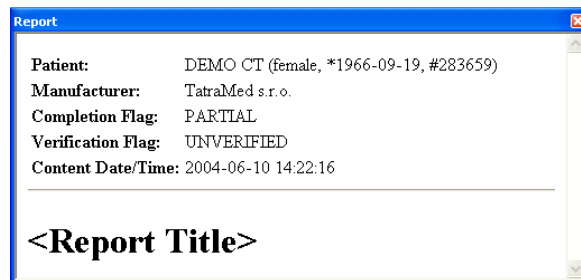 Report
Patient: DEMO CT (female, *1966-09-19, #283659)
Manufacturer: TatraMed s.r.o.
Completion Flag: PARTIAL
Verification Flag: UNVERIFIED
Content Date/Time: 2004-06-10 14:22:16
<Report Title>